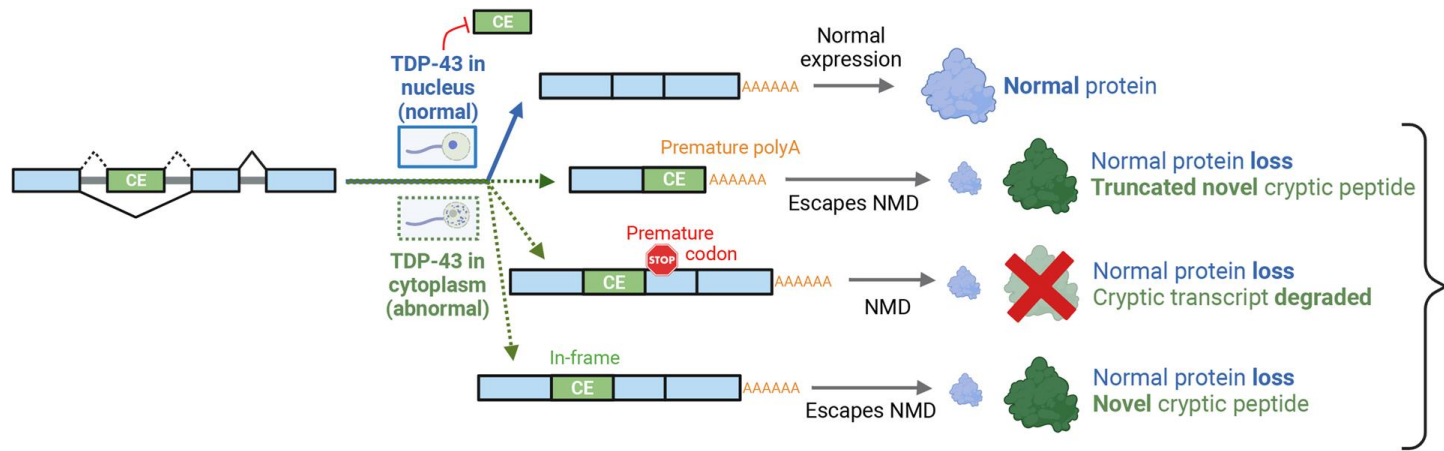 CE
TDP-43 in
nucleus
(normal)
AAAAAA
Normal
expression
Normal protein
CE
Premature polyA
CE
AAAAAA
Escapes NMD
Normal protein loss
Truncated novel cryptic peptide
TDP-43 in
cytoplasm
(abnormal)
Premature
codon
STOP
CE
AAAAAA
NMD
Normal protein loss
Cryptic transcript degraded
In-frame
CE
AAAAAA
Escapes NMD
Normal protein loss
Novel cryptic peptide